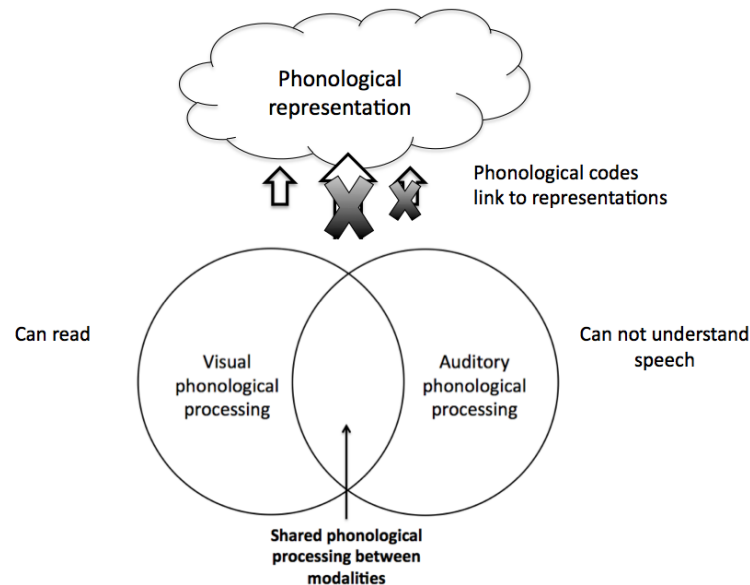 Phonological
representation
Phonological codes
link to representations
Can read
Visual
phonological
processing
Auditory
phonological
processing
Can not understand
speech
Shared phonological
processing between
modalities